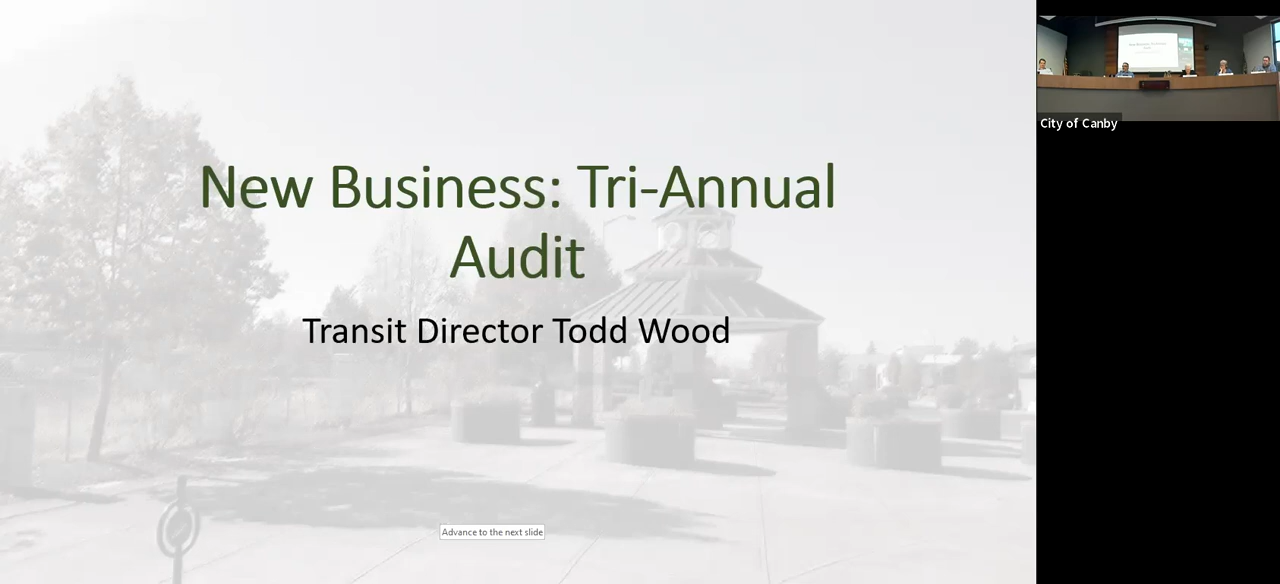 New Business: Tri-Annual
Audit
Transit Director Todd Wood
Advance to the next slide
City of Canby